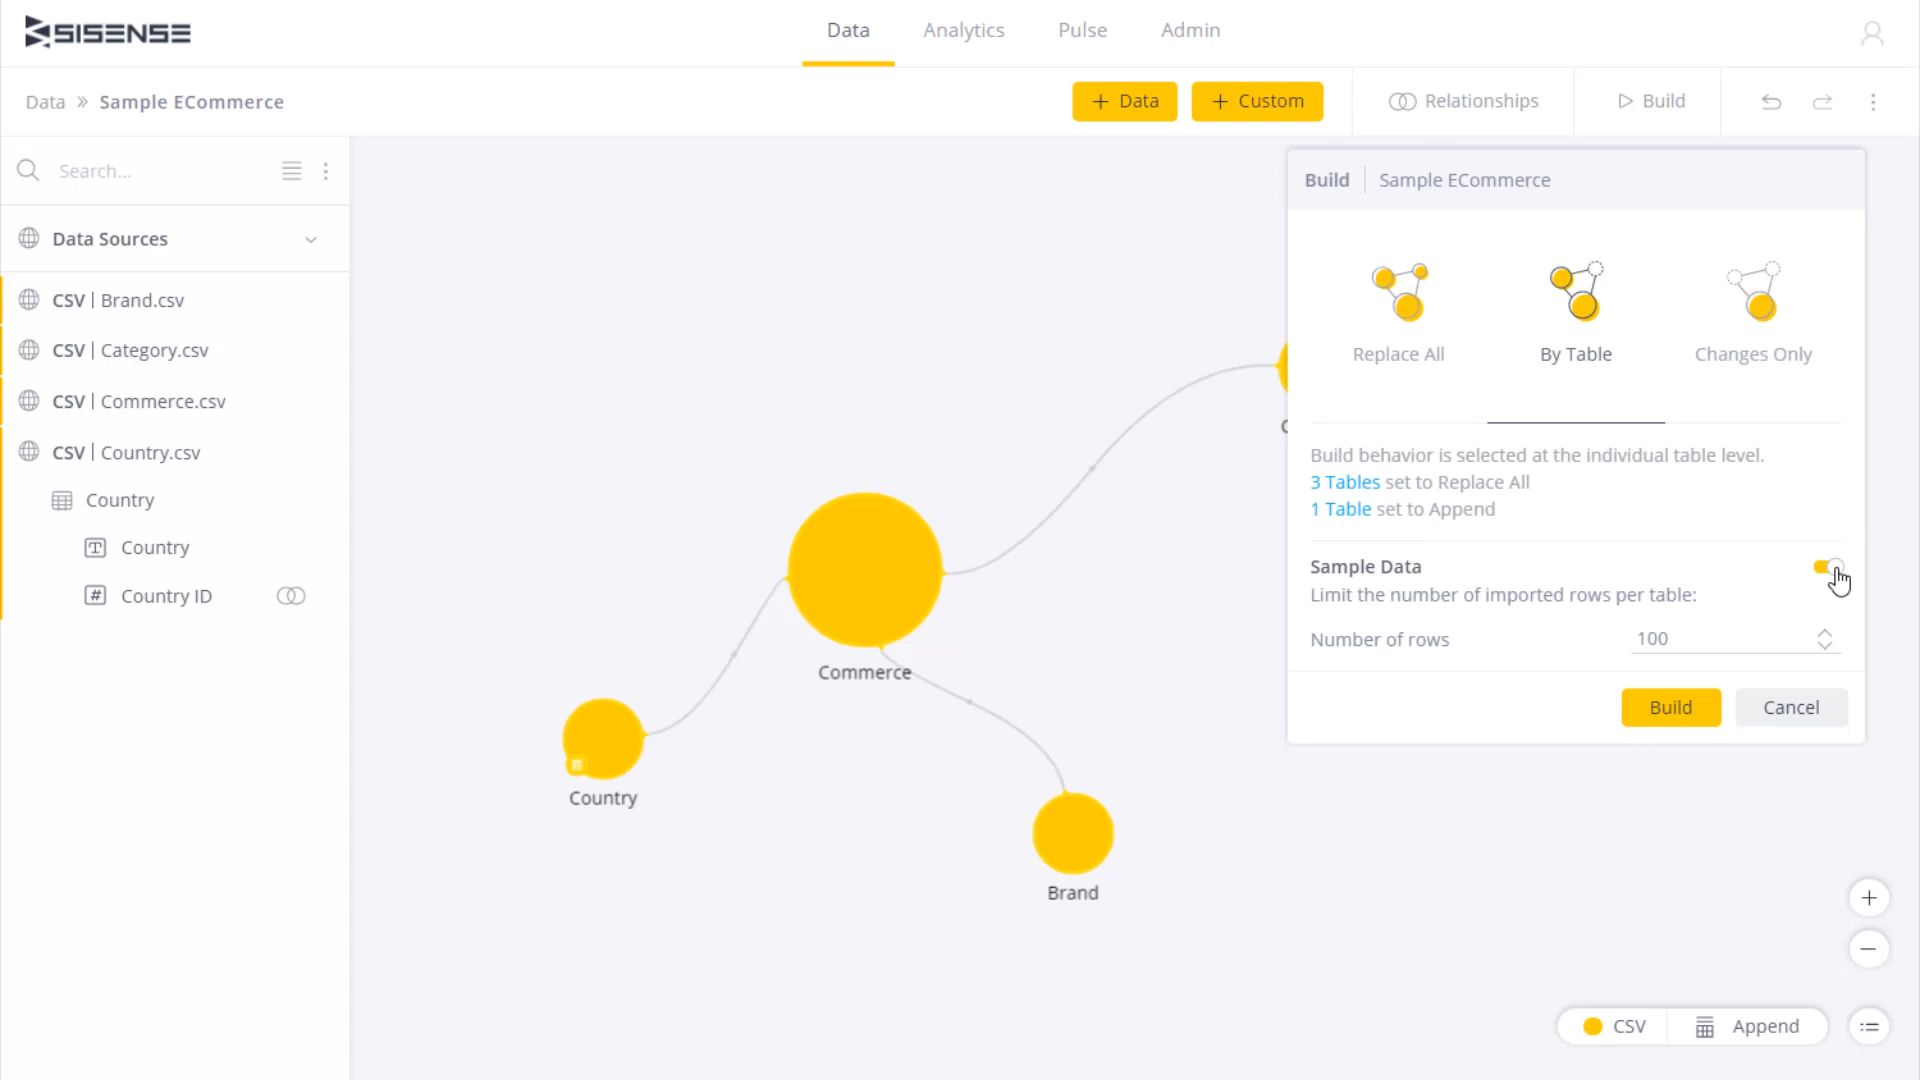 SISENSE
Data
Analytics
Pulse
Admin
Data » Sample ECommerce
+ Data
+ Custom
Relationships
Build
Search...
Data Sources
CSV | Brand.csv
CSV | Category.csv
CSV | Commerce.csv
CSV | Country.csv
Country
Country
Country ID
Commerce
Country
Brand
C
Build | Sample ECommerce
Replace All
By Table
Changes Only
Build behavior is selected at the individual table level.
3 Tables set to Replace All
1 Table set to Append
Sample Data
Limit the number of imported rows per table:
Number of rows 100
Build
Cancel
CSV
Append